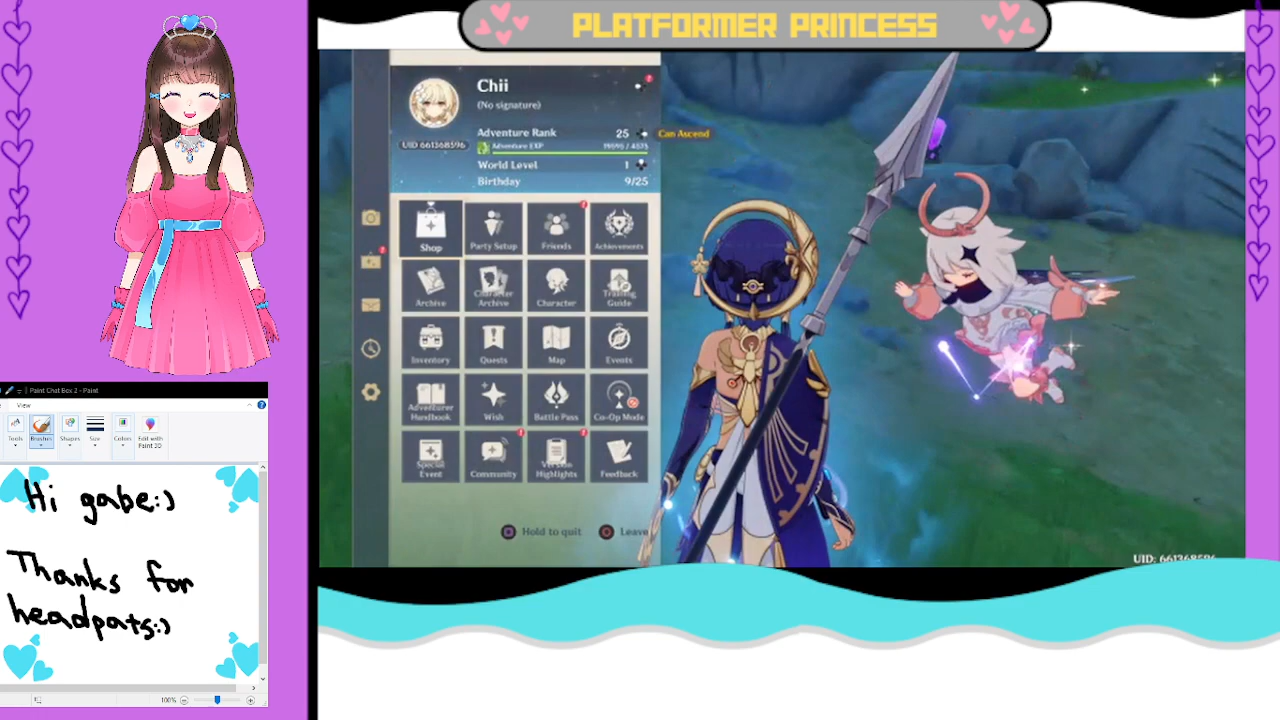 PLATFORMER PRINCESS
Chii
(No signature)
Adventure Rank 25 Can Ascend
Adventure EXP
UID 661368596
World Level 1
Birthday 9/25
Shop Party Setup Friends Achievements
Archive Character Archive Character Training Guide
Inventory Quests Map Events
Adventurer Handbook Wish Battle Pass Co-Op Mode
Special Event Community Version Highlights Feedback
Hold to quit Leave
UID: 661368596
Paint Chat Box 2 - Paint
View
Tools Brushes Shapes Size Colors Edit with Paint 3D
Hi gabe:)
Thanks for
headpats:)
100%